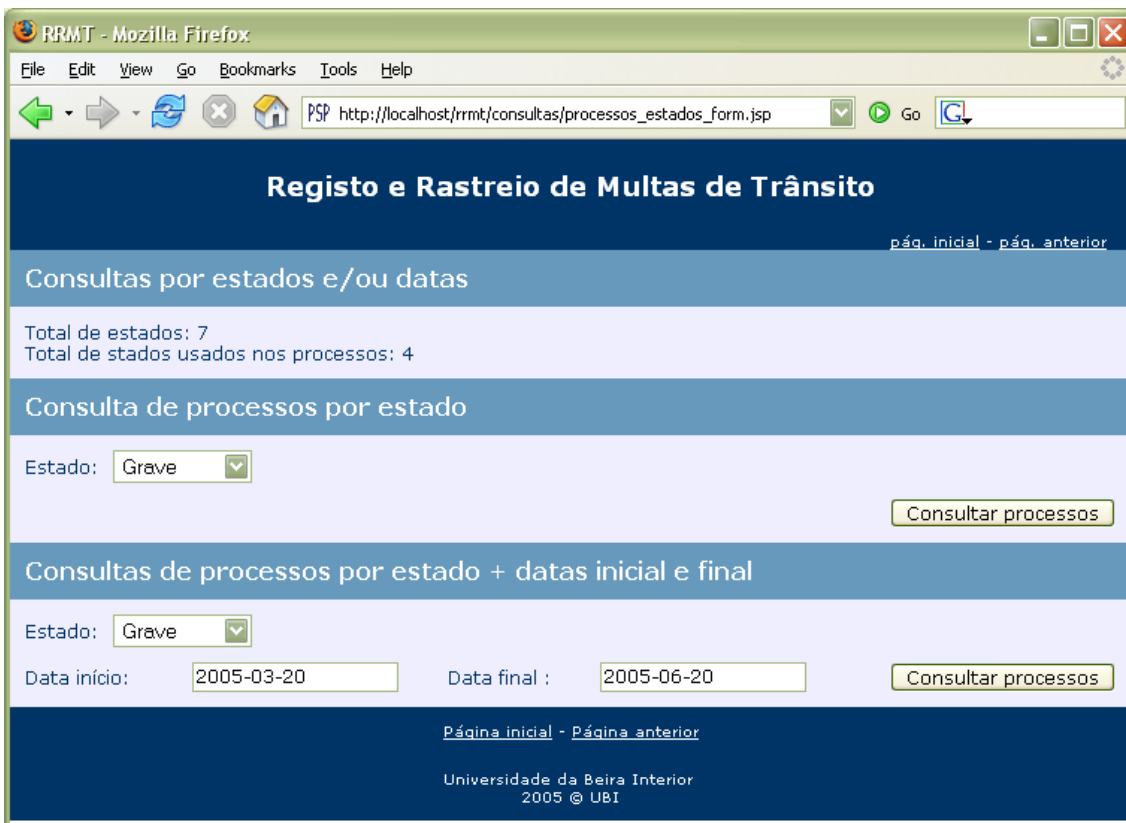 RRMT - Mozilla Firefox
File Edit View Go Bookmarks Tools Help
PSP http://localhost/rrmt/consultas/processos_estados_form.jsp Go G
Registo e Rastreio de Multas de Trânsito
pág. inicial - pág. anterior
Consultas por estados e/ou datas
Total de estados: 7
Total de stados usados nos processos: 4
Consulta de processos por estado
Estado: Grave
Consultar processos
Consultas de processos por estado + datas inicial e final
Estado: Grave
Data início: 2005-03-20 Data final : 2005-06-20 Consultar processos
Página inicial - Página anterior
Universidade da Beira Interior
2005 © UBI